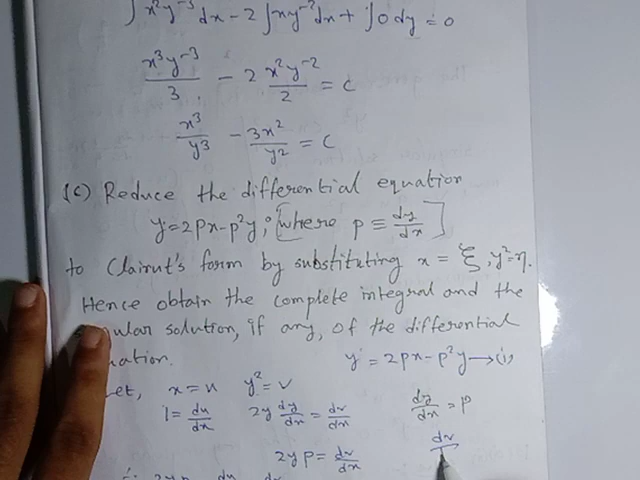 ∫x²y⁻³dx - 2∫xy⁻²dx + ∫0dy = 0
x³y⁻³/3 - 2 x²y⁻²/2 = c
x³/y³ - 3x²/y² = c
(c) Reduce the differential equation
y = 2px - p²y, [where p ≡ dy/dx]
to Clairut's form by substituting x = ξ, y² = η.
Hence obtain the complete integral and the
solution, if any, of the differential
y = 2px - p²y → (1)
x = u y² = v
1 = du/dx 2y dy/dx = dv/dx dy/dx = p
2yp = dv/dx dv